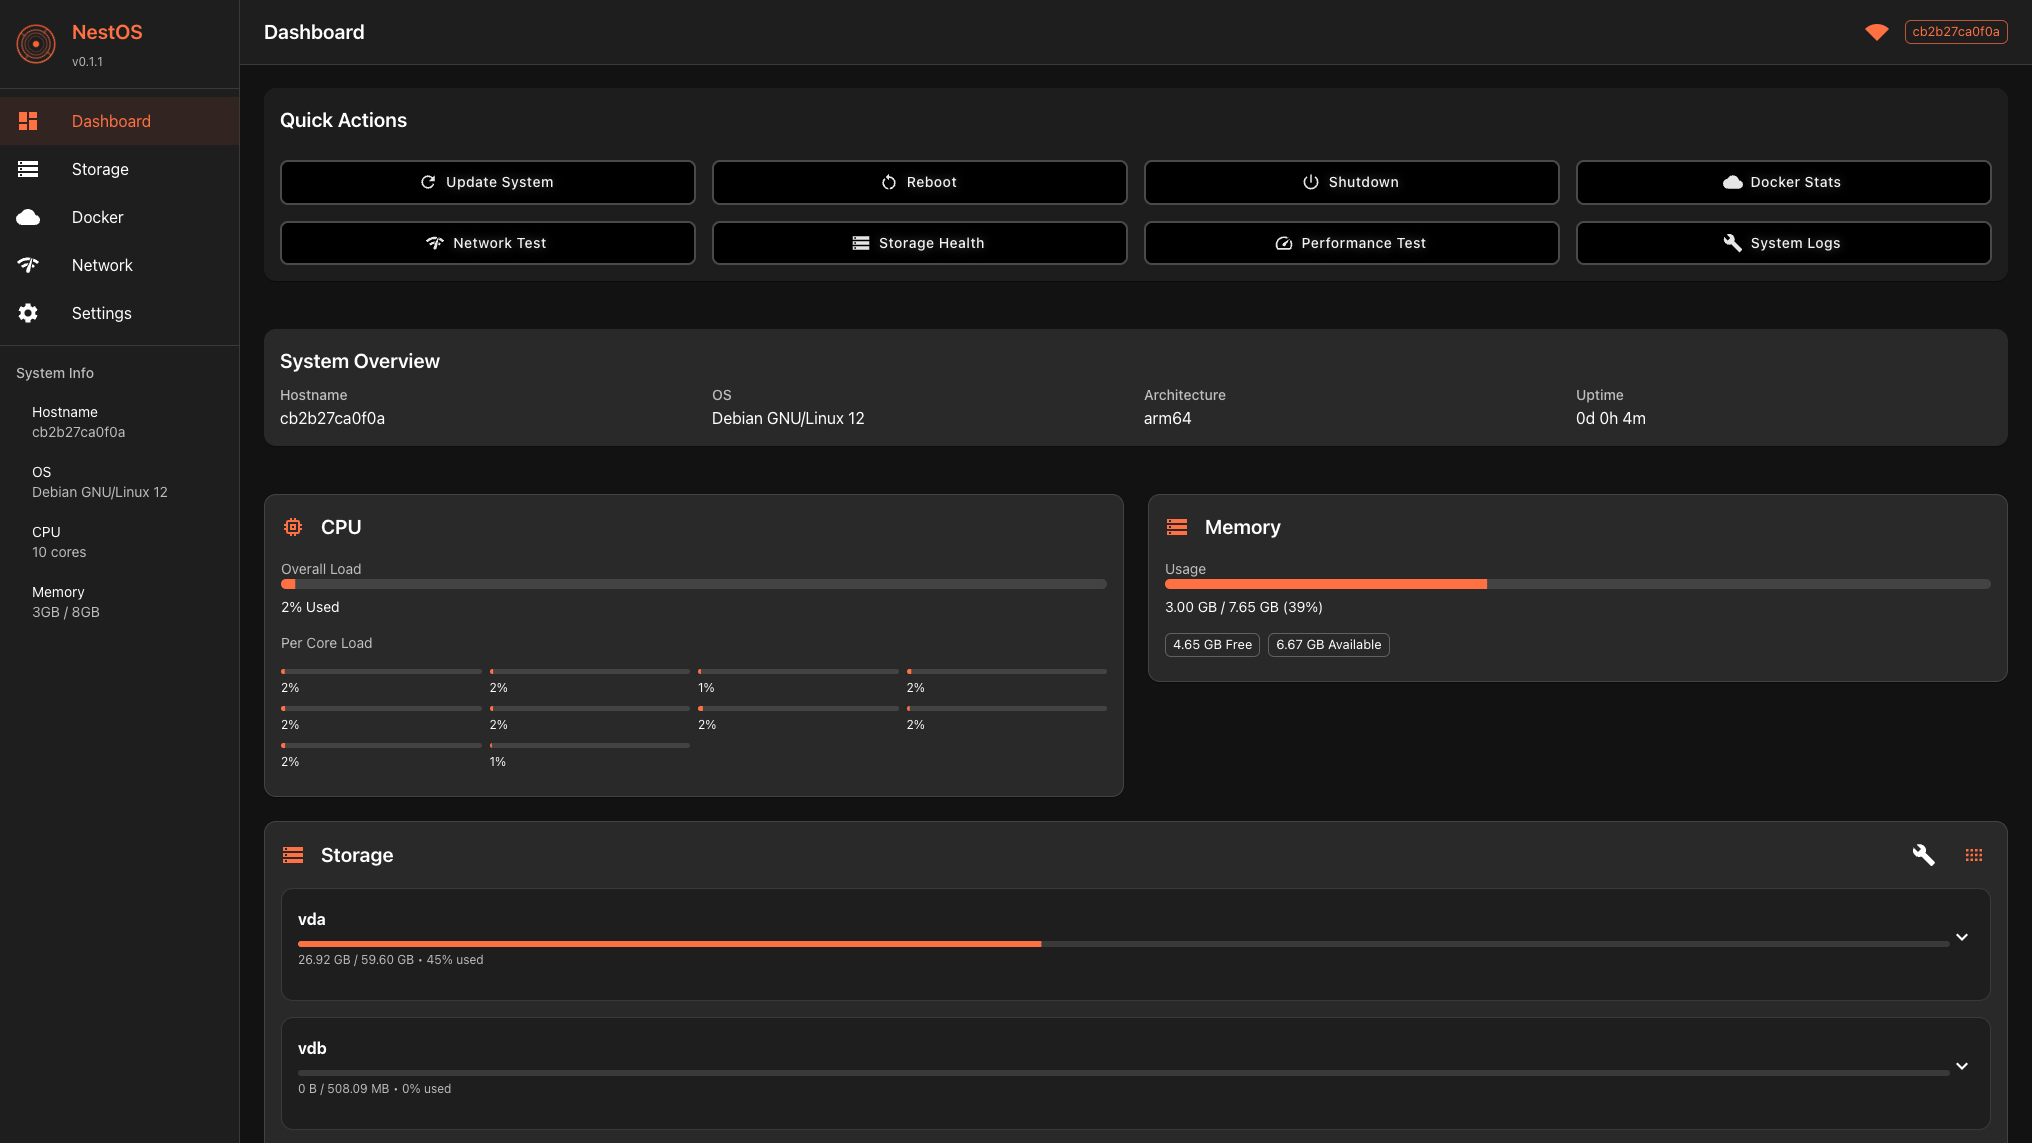 NestOS
v0.1.1
Dashboard
Storage
Docker
Network
Settings
System Info
Hostname
cb2b27ca0f0a
OS
Debian GNU/Linux 12
CPU
10 cores
Memory
3GB / 8GB
Dashboard
cb2b27ca0f0a
Quick Actions
Update System
Reboot
Shutdown
Docker Stats
Network Test
Storage Health
Performance Test
System Logs
System Overview
Hostname
cb2b27ca0f0a
OS
Debian GNU/Linux 12
Architecture
arm64
Uptime
0d 0h 4m
CPU
Overall Load
2% Used
Per Core Load
2%
2%
1%
2%
2%
2%
2%
2%
2%
1%
Memory
Usage
3.00 GB / 7.65 GB (39%)
4.65 GB Free
6.67 GB Available
Storage
vda
26.92 GB / 59.60 GB • 45% used
vdb
0 B / 508.09 MB • 0% used